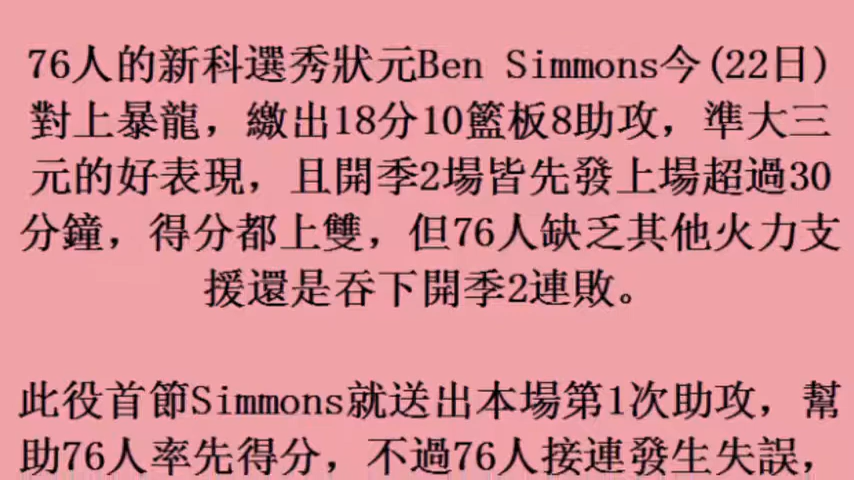 76人的新科選秀狀元Ben Simmons今(22日)
對上暴龍，繳出18分10籃板8助攻，準大三
元的好表現，且開季2場皆先發上場超過30
分鐘，得分都上雙，但76人缺乏其他火力支
援還是吞下開季2連敗。
此役首節Simmons就送出本場第1次助攻，幫
助76人率先得分，不過76人接連發生失誤，